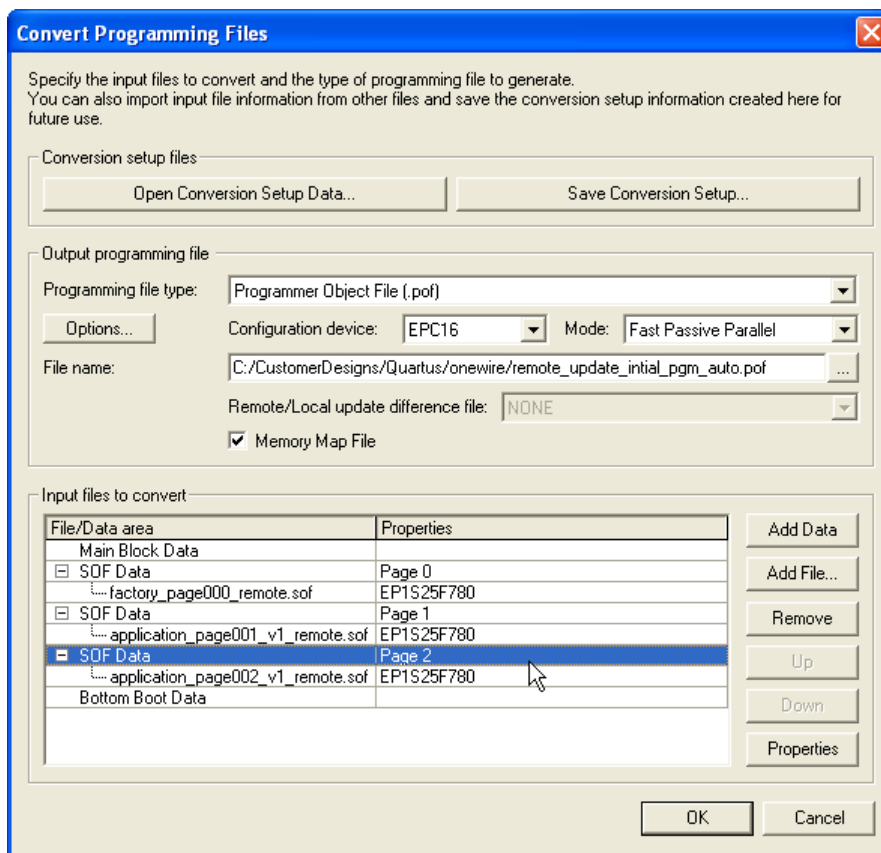 Convert Programming Files
Specify the input files to convert and the type of programming file to generate.
You can also import input file information from other files and save the conversion setup information created here for
future use.
Conversion setup files
Open Conversion Setup Data... Save Conversion Setup...
Output programming file
Programming file type: Programmer Object File (.pof)
Options... Configuration device: EPC16 Mode: Fast Passive Parallel
File name: C:/CustomerDesigns/Quartus/onewire/remote_update_intial_pgm_auto.pof ...
Remote/Local update difference file: NONE
Memory Map File
Input files to convert
File/Data area Properties Add Data
Main Block Data
SOF Data Page 0 Add File...
factory_page000_remote.sof EP1S25F780
SOF Data Page 1 Remove
application_page001_v1_remote.sof EP1S25F780
SOF Data Page 2 Up
application_page002_v1_remote.sof EP1S25F780
Bottom Boot Data Down
Properties
OK Cancel